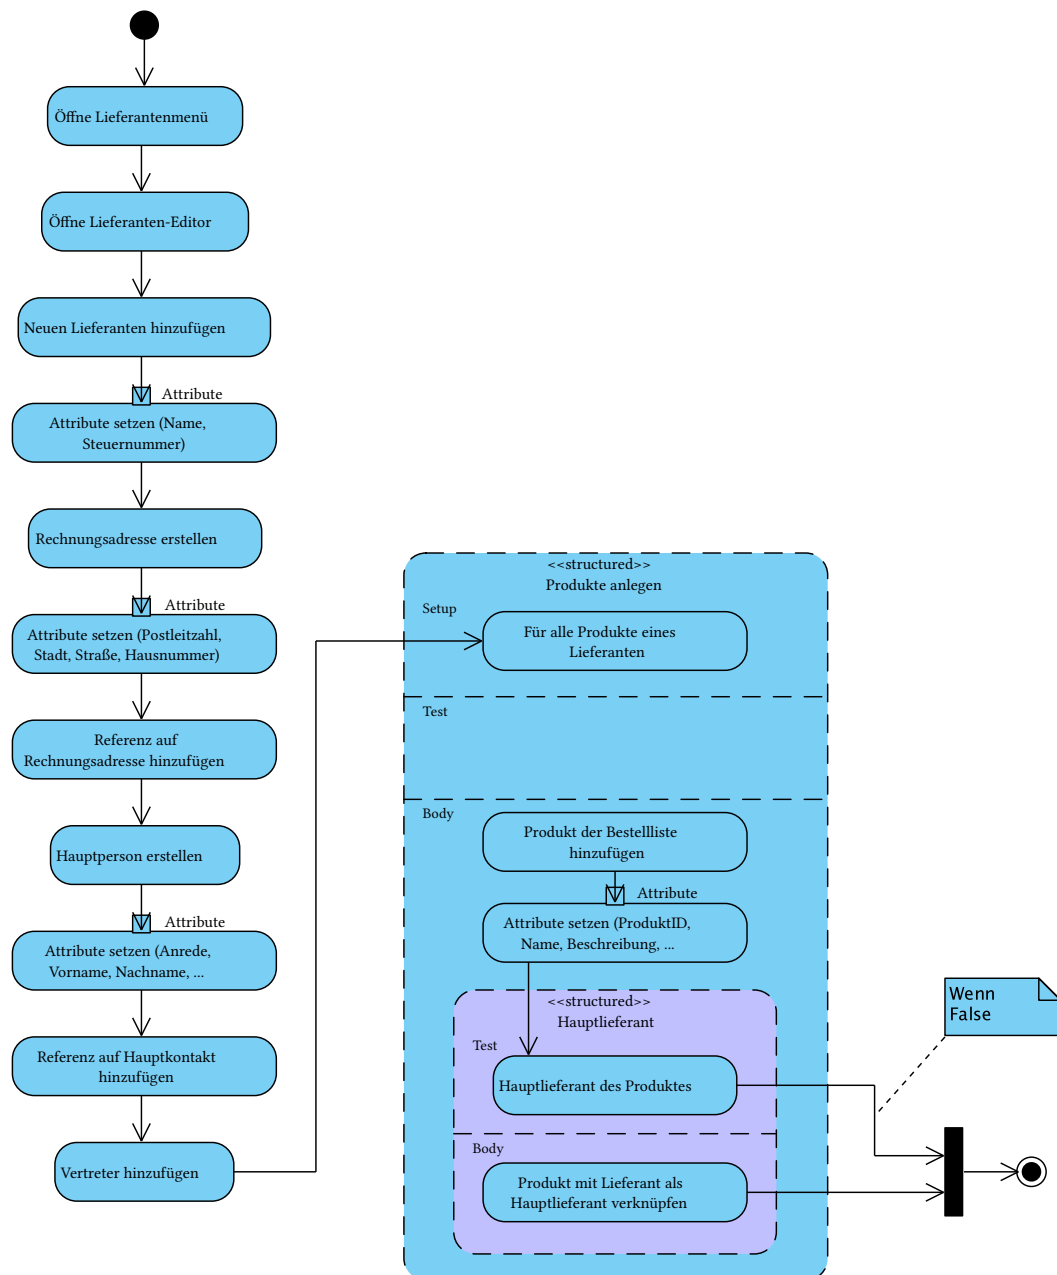 Öffne Lieferantenmenü
Öffne Lieferanten-Editor
Neuen Lieferanten hinzufügen
Attribute
Attribute setzen (Name,
Steuernummer)
Rechnungsadresse erstellen
Attribute
Attribute setzen (Postleitzahl,
Stadt, Straße, Hausnummer)
Referenz auf
Rechnungsadresse hinzufügen
Hauptperson erstellen
Attribute
Attribute setzen (Anrede,
Vorname, Nachname, ...
Referenz auf Hauptkontakt
hinzufügen
Vertreter hinzufügen
<<structured>>
Produkte anlegen
Setup
Für alle Produkte eines
Lieferanten
Test
Body
Produkt der Bestellliste
hinzufügen
Attribute
Attribute setzen (ProduktID,
Name, Beschreibung, ...
<<structured>>
Hauptlieferant
Test
Hauptlieferant des Produktes
Body
Produkt mit Lieferant als
Hauptlieferant verknüpfen
Wenn
False